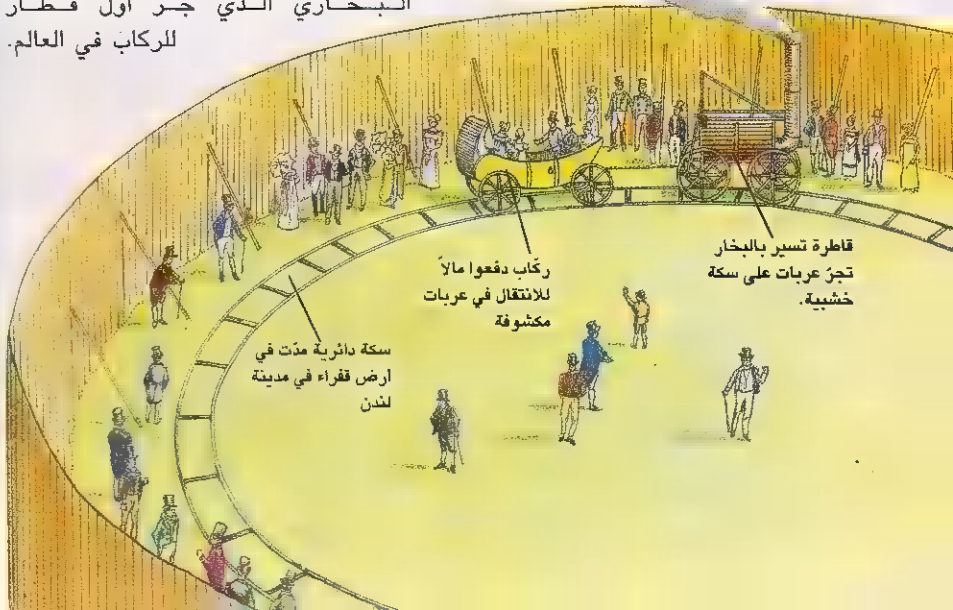 البخاري الذي جر أول قطار
للركاب في العالم.
قاطرة تسير بالبخار
تجرّ عربات على سكة
خشبية.
ركّاب دفعوا مالاً
للانتقال في عربات
مكشوفة
سكة دائرية مدّت في
أرض قفراء في مدينة
لندن